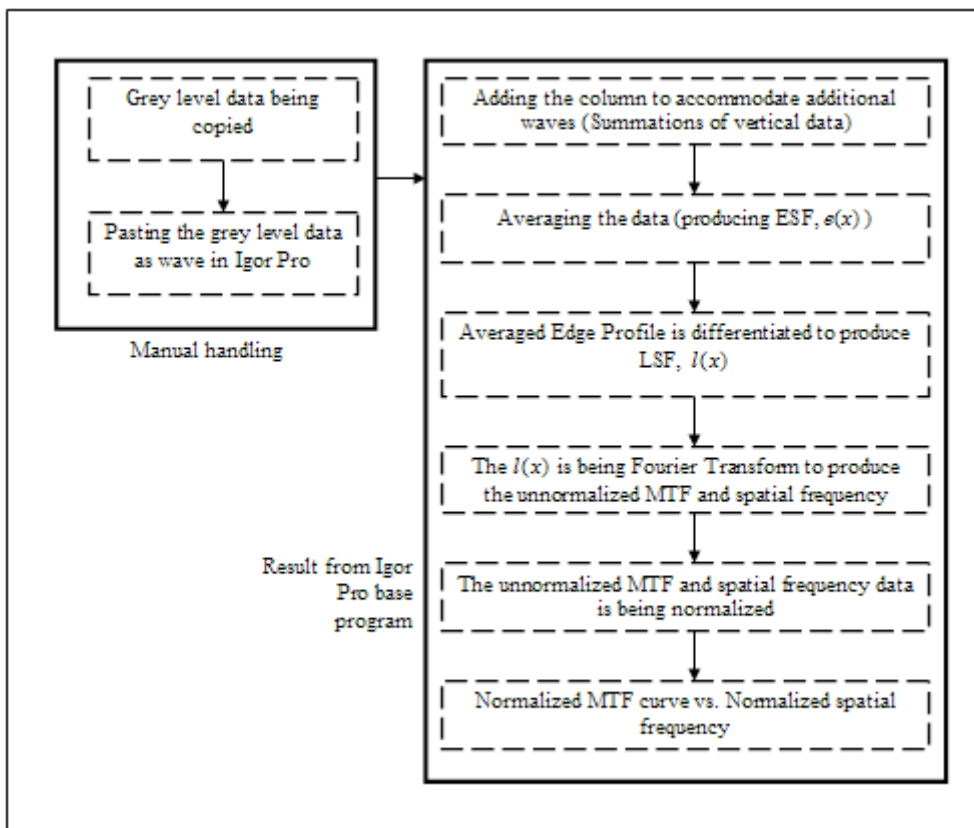 Grey level data being
copied
Pasting the grey level data
as wave in Igor Pro
Manual handling
Adding the column to accommodate additional
waves (Summations of vertical data)
Averaging the data (producing ESF, e(x) )
Averaged Edge Profile is differentiated to produce
LSF, l(x)
The l(x) is being Fourier Transform to produce
the unnormalized MTF and spatial frequency
The unnormalized MTF and spatial frequency data
is being normalized
Normalized MTF curve vs. Normalized spatial
frequency
Result from Igor
Pro base
program